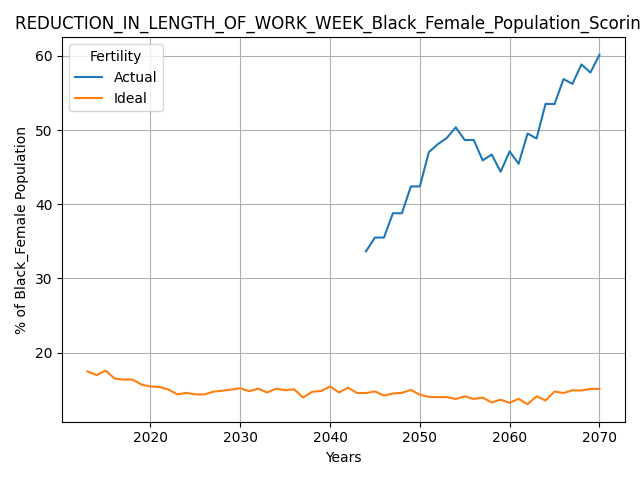 REDUCTION_IN_LENGTH_OF_WORK_WEEK_Black_Female_Population_Scorin
Fertility
Actual
Ideal
% of Black_Female Population
60
50
40
30
20
2020 2030 2040 2050 2060 2070
Years